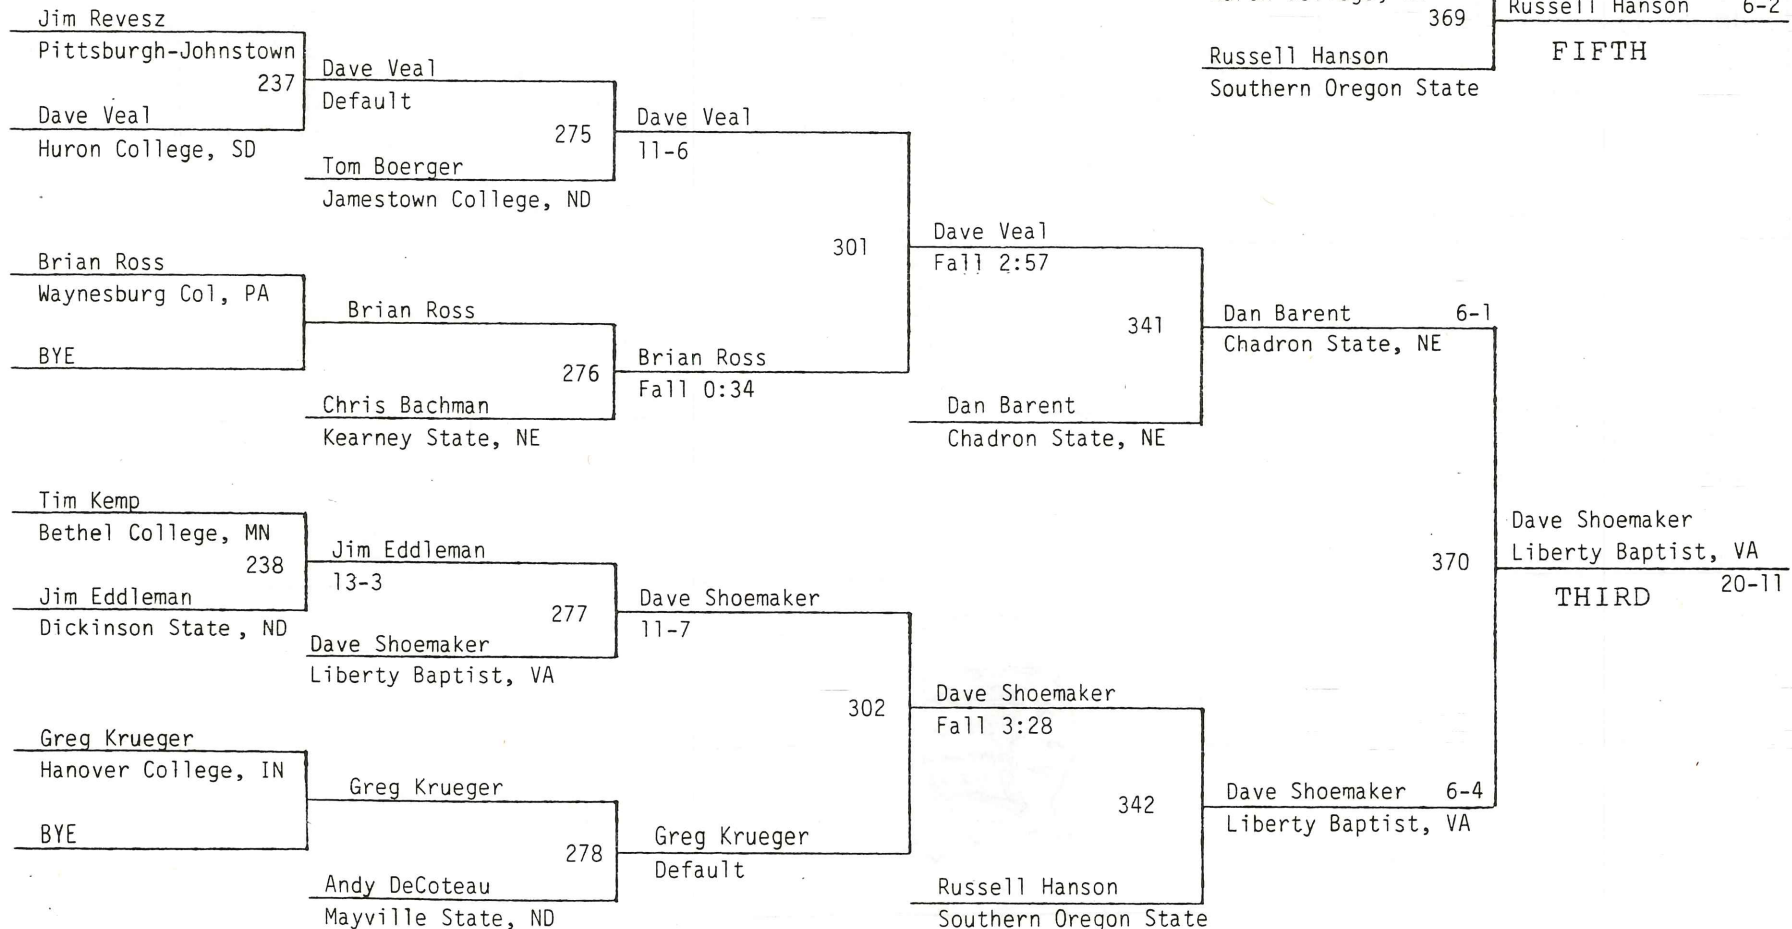 Jim Revesz
Pittsburgh-Johnstown
237
Dave Veal
Huron College, SD
Dave Veal
Default
275
Tom Boerger
Jamestown College, ND
Dave Veal
11-6
Brian Ross
Waynesburg Col, PA
BYE
Brian Ross
276
Chris Bachman
Kearney State, NE
Brian Ross
Fall 0:34
301
Dave Veal
Fall 2:57
341
Dan Barent
Chadron State, NE
Dan Barent 6-1
Chadron State, NE
Tim Kemp
Bethel College, MN
238
Jim Eddleman
Dickinson State, ND
Jim Eddleman
13-3
277
Dave Shoemaker
Liberty Baptist, VA
Dave Shoemaker
11-7
Greg Krueger
Hanover College, IN
BYE
Greg Krueger
278
Andy DeCoteau
Mayville State, ND
Greg Krueger
Default
302
Dave Shoemaker
Fall 3:28
342
Russell Hanson
Southern Oregon State
Dave Shoemaker 6-4
Liberty Baptist, VA
370
Dave Shoemaker
Liberty Baptist, VA
20-11
THIRD
369
Russell Hanson
Southern Oregon State
Russell Hanson 6-2
FIFTH